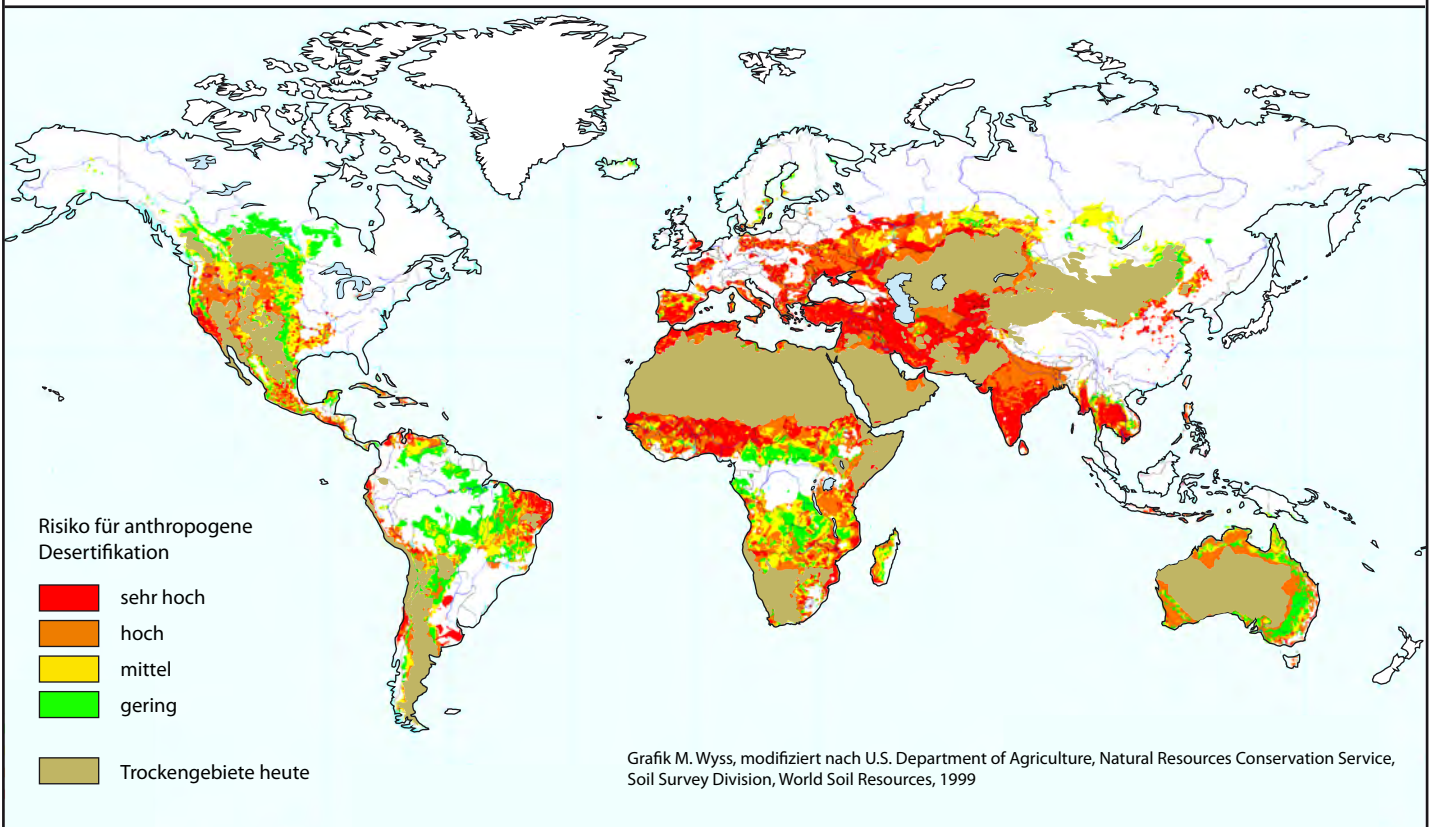 Risiko für anthropogene
Desertifikation
sehr hoch
hoch
mittel
gering
Trockengebiete heute
Grafik M. Wyss, modifiziert nach U.S. Department of Agriculture, Natural Resources Conservation Service,
Soil Survey Division, World Soil Resources, 1999